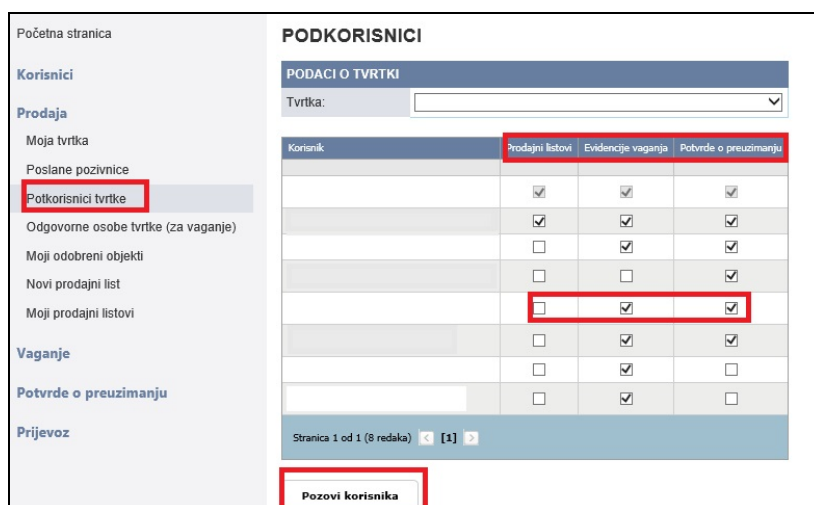 Početna stranica
Korisnici
Prodaja
Moja tvrtka
Poslane pozivnice
Potkorisnici tvrtke
Odgovorne osobe tvrtke (za vaganje)
Moji odobreni objekti
Novi prodajni list
Moji prodajni listovi
Vaganje
Potvrde o preuzimanju
Prijevoz
PODKORISNICI
PODACI O TVRTKI
Tvrtka:
Korisnik Prodajni listovi Evidencije vaganja Potvrde o preuzimanju
Stranica 1 od 1 (8 redaka) < [1] >
Pozovi korisnika